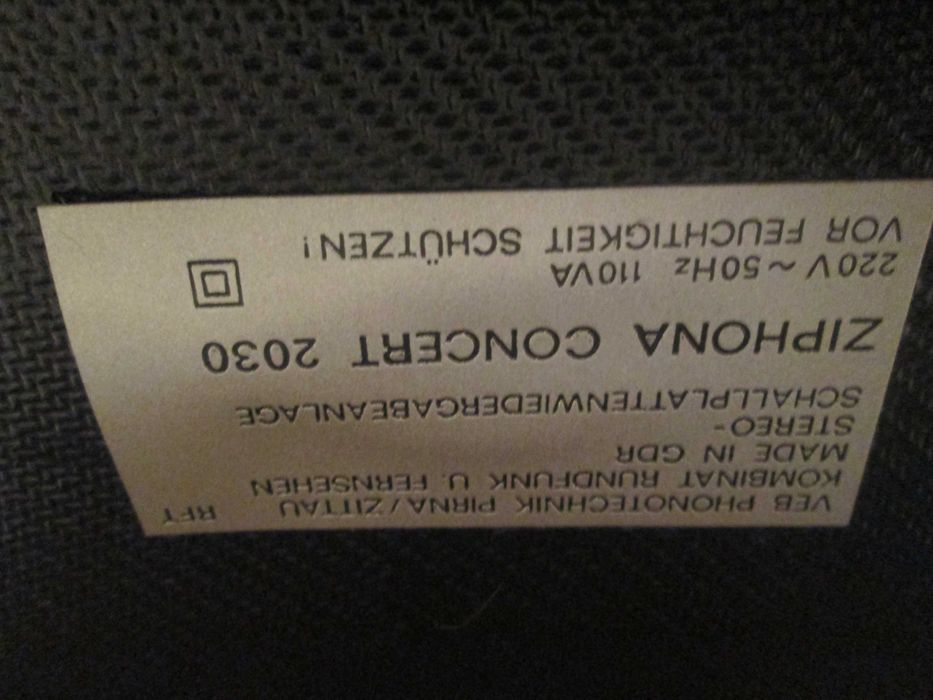 VEB PHONOTECHNIK PIRNA/ZITTAU RFT
KOMBINAT RUNDFUNK U. FERNSEHEN
MADE IN GDR
STEREO-
SCHALLPLATTENWIEDERGABEANLAGE
ZIPHONA CONCERT 2030
220V ~ 50Hz 110VA
VOR FEUCHTIGKEIT SCHÜTZEN!